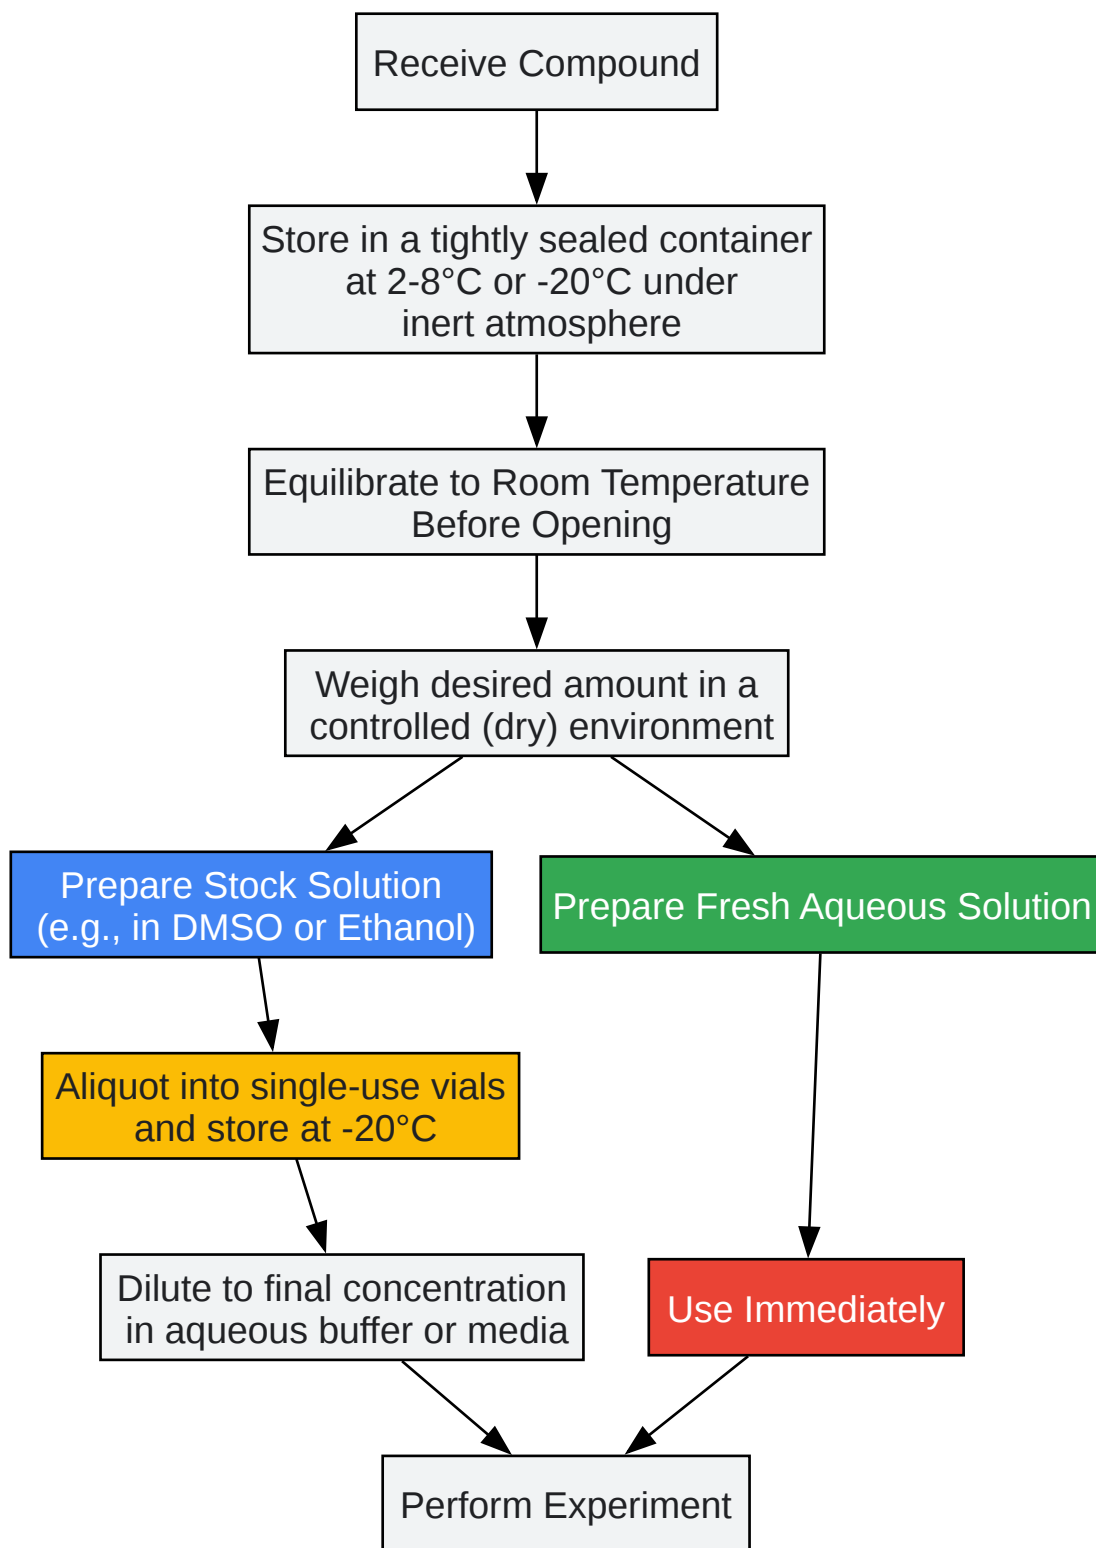 Receive Compound
Store in a tightly sealed container
at 2-8°C or -20°C under
inert atmosphere
Equilibrate to Room Temperature
Before Opening
Weigh desired amount in a
controlled (dry) environment
Prepare Stock Solution
(e.g., in DMSO or Ethanol)
Prepare Fresh Aqueous Solution
Aliquot into single-use vials
and store at -20°C
Dilute to final concentration
in aqueous buffer or media
Use Immediately
Perform Experiment